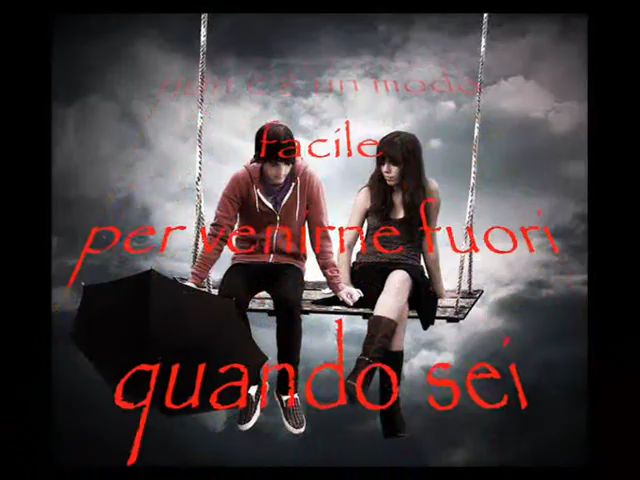 non c'è un modo
facile
per venirne fuori
quando sei